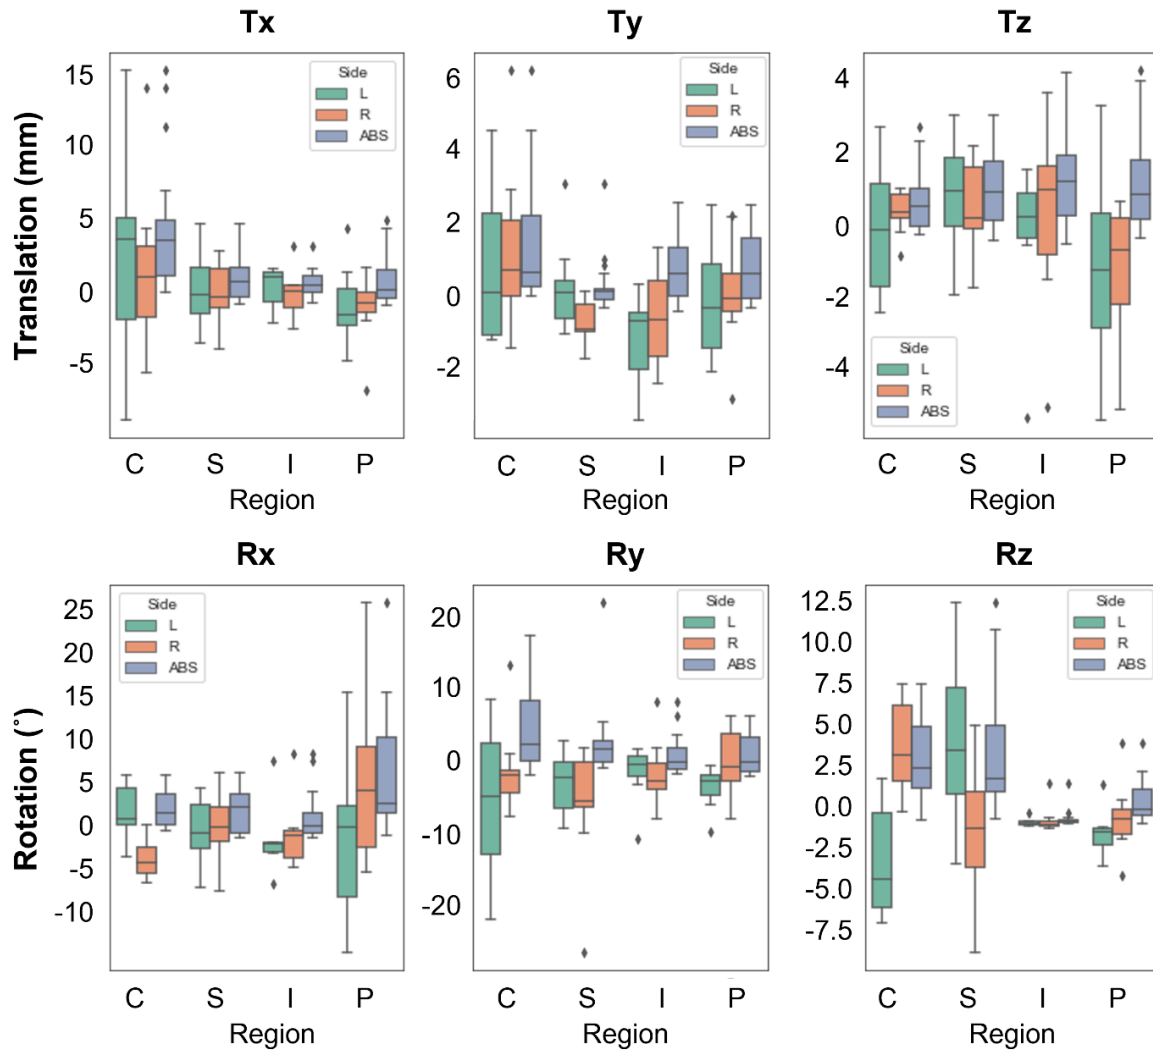 Tx
Ty
Tz
Translation (mm)
15
10
5
0
-5
Side
L
R
ABS
C S I P
Region
6
4
2
0
-2
Side
L
R
ABS
C S I P
Region
4
2
0
-2
-4
Side
L
R
ABS
C S I P
Region
Rx
Ry
Rz
Rotation (˚)
25
20
15
10
5
0
-5
-10
Side
L
R
ABS
C S I P
Region
20
10
0
-10
-20
Side
L
R
ABS
C S I P
Region
12.5
10.0
7.5
5.0
2.5
0.0
-2.5
-5.0
-7.5
Side
L
R
ABS
C S I P
Region